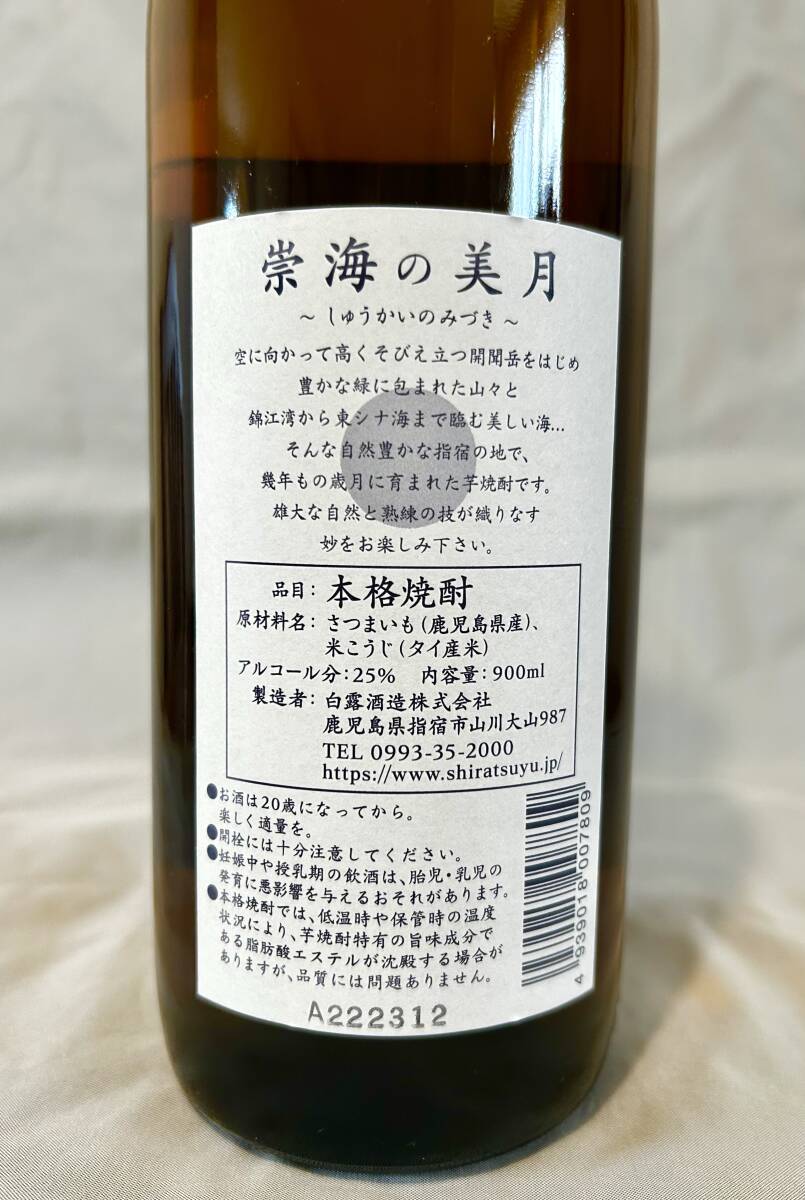 崇海の美月
～しゅうかいのみづき～
空に向かって高くそびえ立つ開聞岳をはじめ
豊かな緑に包まれた山々と
錦江湾から東シナ海まで臨む美しい海…
そんな自然豊かな指宿の地で、
幾年もの歳月に育まれた芋焼酎です。
雄大な自然と熟練の技が織りなす
妙をお楽しみ下さい。
品目：本格焼酎
原材料名：さつまいも（鹿児島県産）、
米こうじ（タイ産米）
アルコール分：25%　内容量：900ml
製造者：白露酒造株式会社
鹿児島県指宿市山川大山987
TEL 0993-35-2000
https://www.shiratsuyu.jp/
●お酒は20歳になってから。
楽しく適量を。
●開栓には十分注意してください。
●妊娠中や授乳期の飲酒は、胎児・乳児の
発育に悪影響を与えるおそれがあります。
●本格焼酎では、低温時や保管時の温度
状況により、芋焼酎特有の旨味成分で
ある脂肪酸エステルが沈殿する場合が
ありますが、品質には問題ありません。
4 939018 007809
A222312